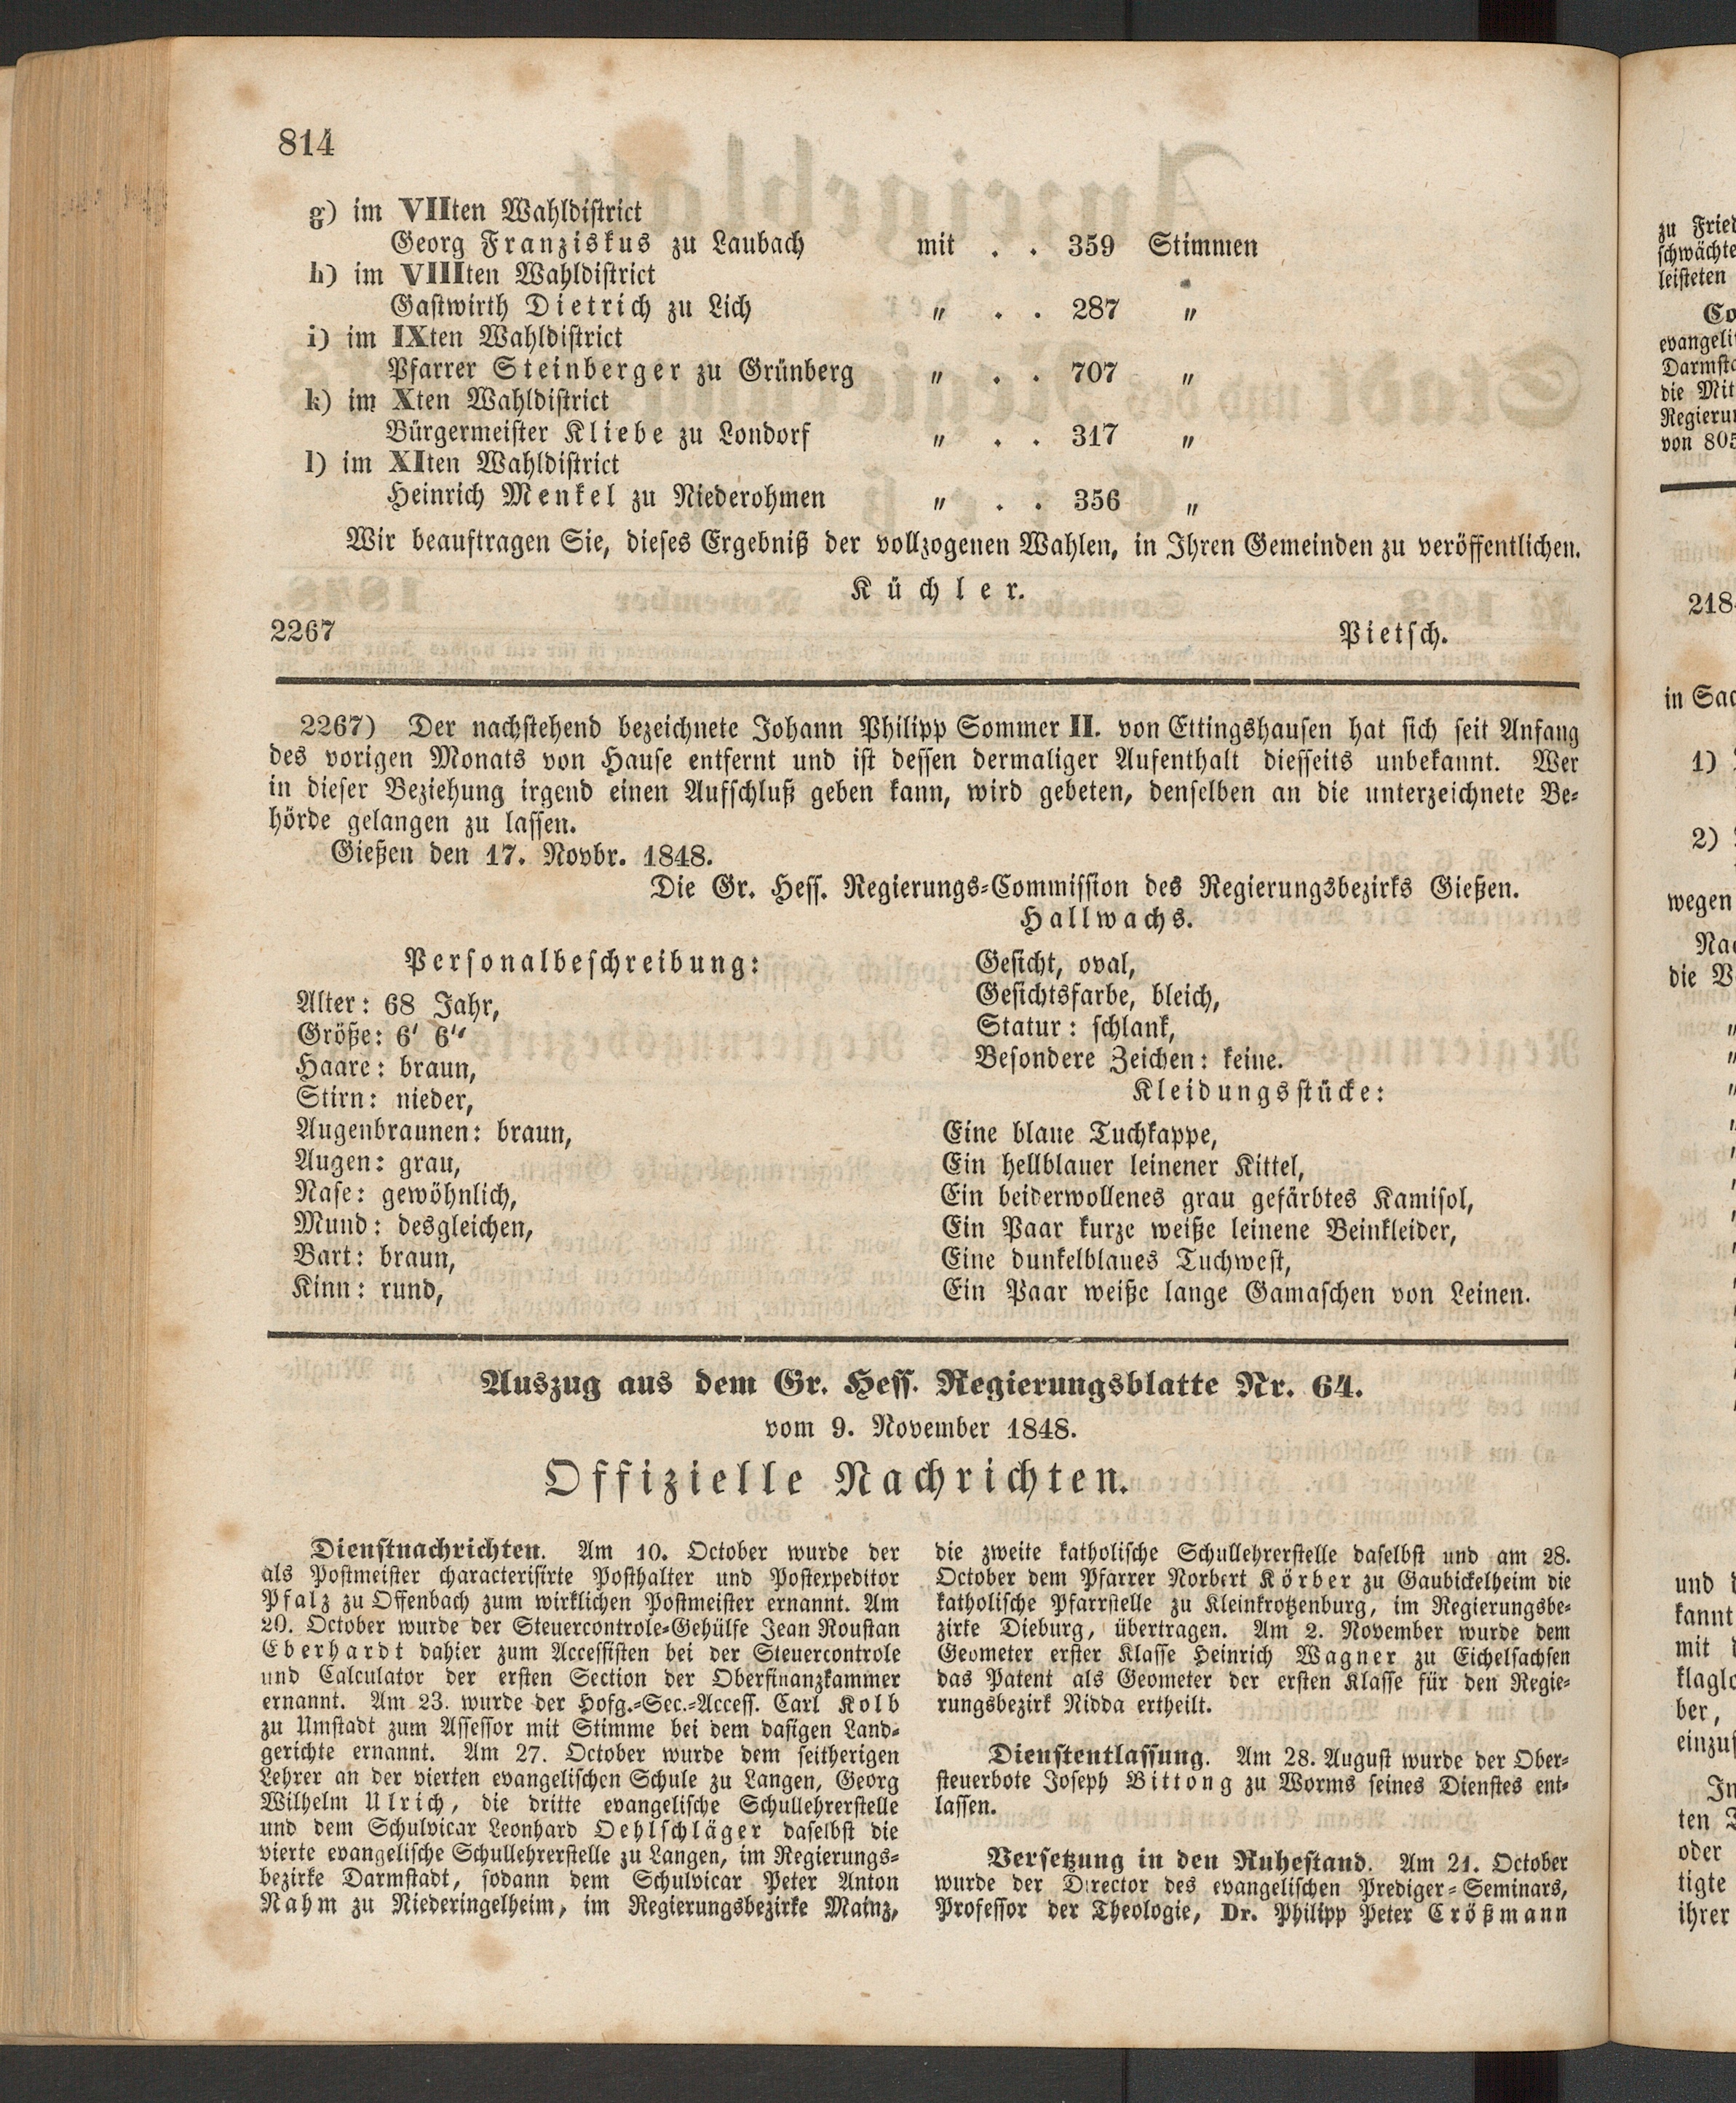 814
g) im VIIten Wahldistrict
Georg Franziskus zu Laubach mit . . 359 Stimmen
h) im VIIIten Wahldistrict
Gastwirth Dietrich zu Lich „ . . 287 „
i) im IXten Wahldistrict
Pfarrer Steinberger zu Grünberg „ . . 707 „
k) im Xten Wahldistrict
Bürgermeister Kliebe zu Londorf „ . . 317 „
l) im XIten Wahldistrict
Heinrich Menkel zu Niederohmen „ . . 356 „
Wir beauftragen Sie, dieses Ergebniß der vollzogenen Wahlen, in Ihren Gemeinden zu veröffentlichen.
Küchler.
2267 Pietsch.
2267) Der nachstehend bezeichnete Johann Philipp Sommer II. von Ettingshausen hat sich seit Anfang
des vorigen Monats von Hause entfernt und ist dessen dermaliger Aufenthalt diesseits unbekannt. Wer
in dieser Beziehung irgend einen Aufschluß geben kann, wird gebeten, denselben an die unterzeichnete Be-
hörde gelangen zu lassen.
Gießen den 17. Novbr. 1848.
Die Gr. Hess. Regierungs-Commission des Regierungsbezirks Gießen.
Hallwachs.
Personalbeschreibung:
Alter: 68 Jahr,
Größe: 6' 6"
Haare: braun,
Stirn: nieder,
Augenbraunen: braun,
Augen: grau,
Nase: gewöhnlich,
Mund: desgleichen,
Bart: braun,
Kinn: rund,
Gesicht, oval,
Gesichtsfarbe, bleich,
Statur: schlank,
Besondere Zeichen: keine.
Kleidungsstücke:
Eine blaue Tuchkappe,
Ein hellblauer leinener Kittel,
Ein beiderwollenes grau gefärbtes Kamisol,
Ein Paar kurze weiße leinene Beinkleider,
Eine dunkelblaues Tuchwest,
Ein Paar weiße lange Gamaschen von Leinen.
Auszug aus dem Gr. Hess. Regierungsblatte Nr. 64.
vom 9. November 1848.
Offizielle Nachrichten.
Dienstnachrichten. Am 10. October wurde der
als Postmeister characterisirte Posthalter und Postexpeditor
Pfalz zu Offenbach zum wirklichen Postmeister ernannt. Am
20. October wurde der Steuercontrole-Gehülfe Jean Roustan
Eberhardt dahier zum Accessisten bei der Steuercontrole
und Calculator der ersten Section der Oberfinanzkammer
ernannt. Am 23. wurde der Hofg.-Sec.-Access. Carl Kolb
zu Umstadt zum Assessor mit Stimme bei dem dasigen Land-
gerichte ernannt. Am 27. October wurde dem seitherigen
Lehrer an der vierten evangelischen Schule zu Langen, Georg
Wilhelm Ulrich, die dritte evangelische Schullehrerstelle
und dem Schulvicar Leonhard Oehlschläger daselbst die
vierte evangelische Schullehrerstelle zu Langen, im Regierungs-
bezirke Darmstadt, sodann dem Schulvicar Peter Anton
Nahm zu Niederingelheim, im Regierungsbezirke Mainz,
die zweite katholische Schullehrerstelle daselbst und am 28.
October dem Pfarrer Norbert Körber zu Gaubickelheim die
katholische Pfarrstelle zu Kleinkrotzenburg, im Regierungsbe-
zirke Dieburg, übertragen. Am 2. November wurde dem
Geometer erster Klasse Heinrich Wagner zu Eichelsachsen
das Patent als Geometer der ersten Klasse für den Regie-
rungsbezirk Nidda ertheilt.
Dienstentlassung. Am 28. August wurde der Ober-
steuerbote Joseph Bittong zu Worms seines Dienstes ent-
lassen.
Versetzung in den Ruhestand. Am 21. October
wurde der Director des evangelischen Prediger-Seminars,
Professor der Theologie, Dr. Philipp Peter Crößmann